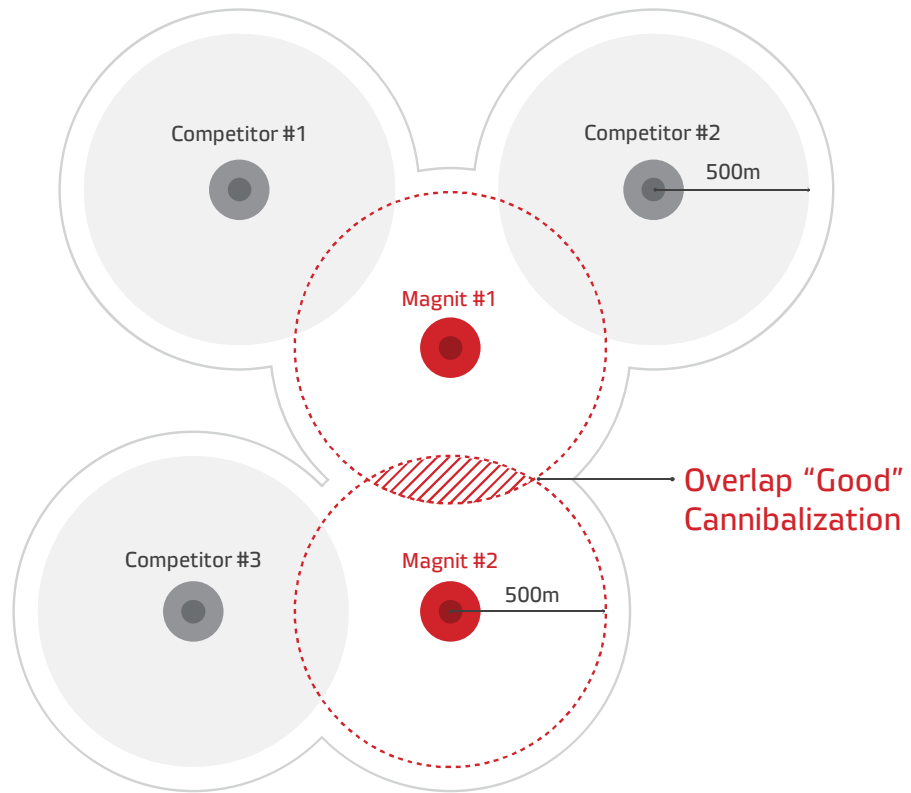 Competitor #1
Competitor #2
500m
Magnit #1
Overlap “Good”
Cannibalization
Competitor #3
Magnit #2
500m